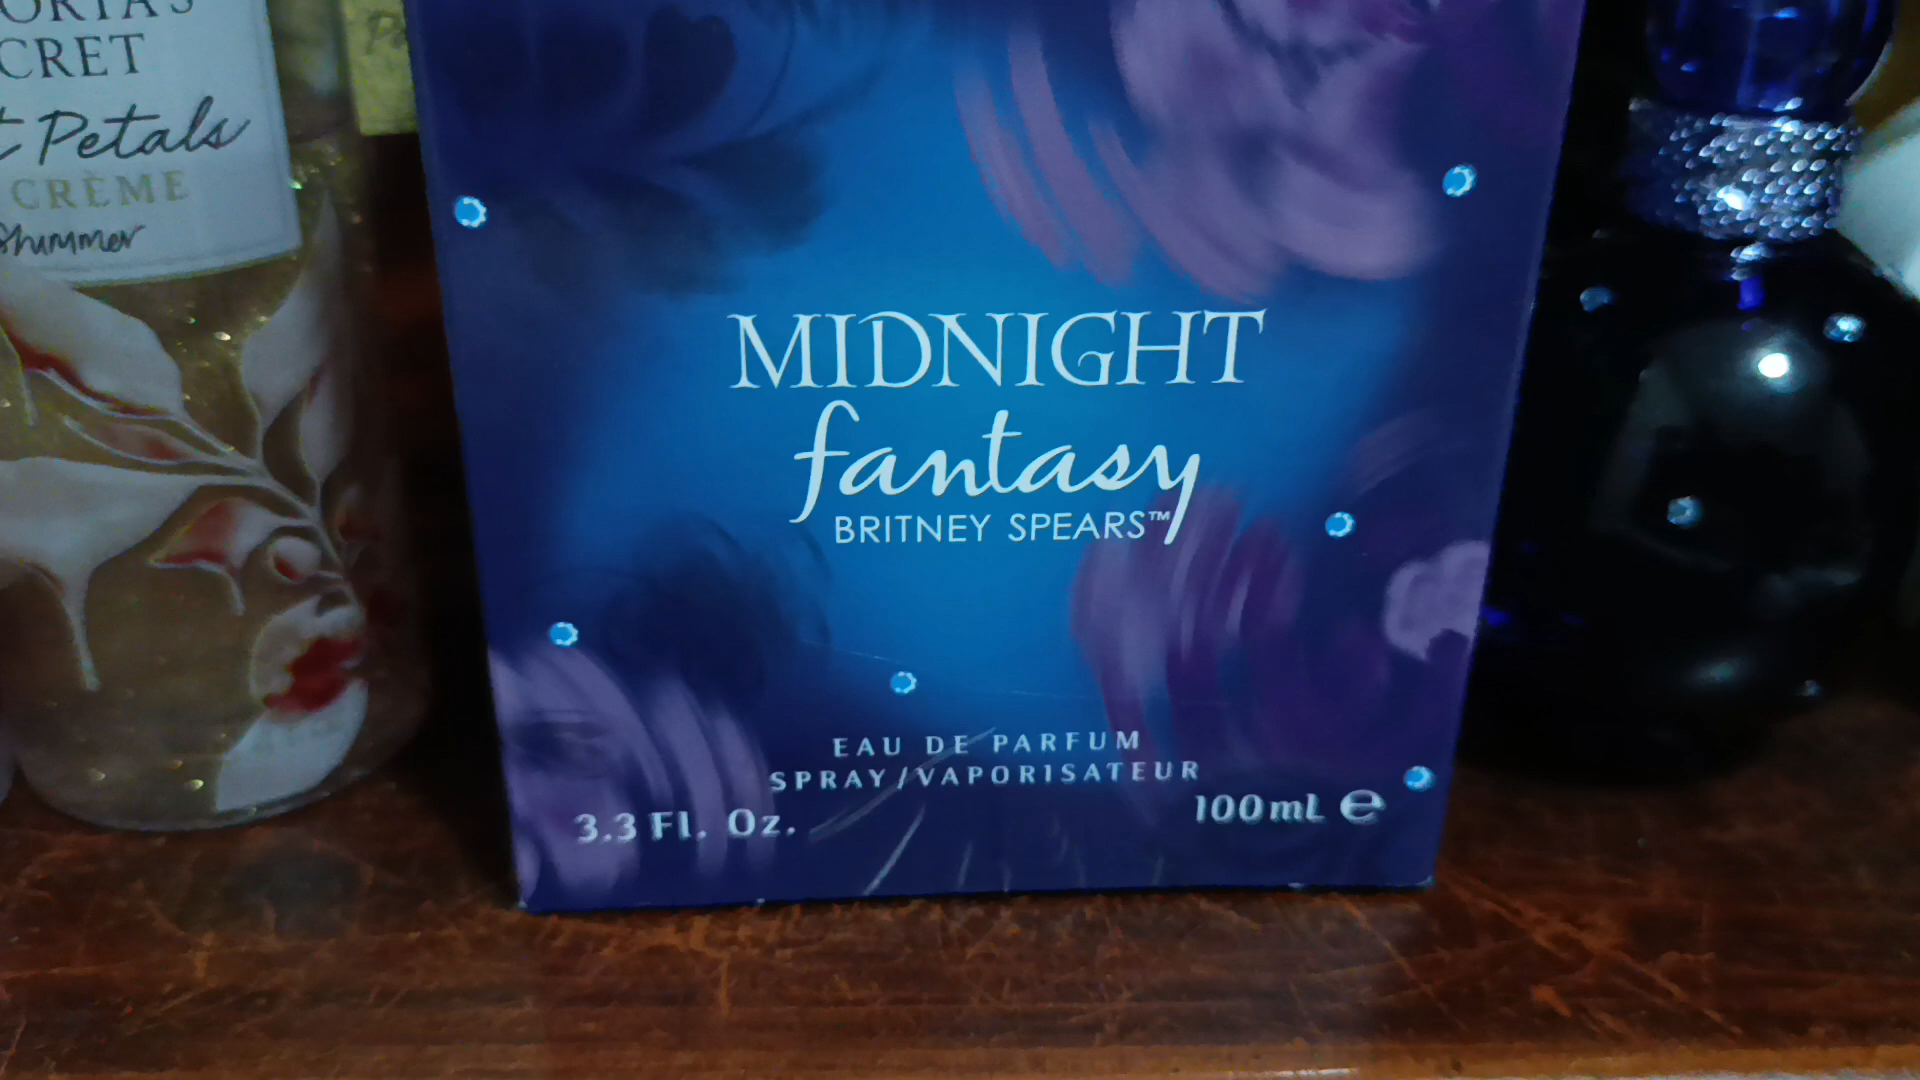 CRET
Petals
CRÈME
Shimmer
MIDNIGHT
fantasy
BRITNEY SPEARS™
EAU DE PARFUM
SPRAY/VAPORISATEUR
3.3 Fl. Oz.
100mL ℮